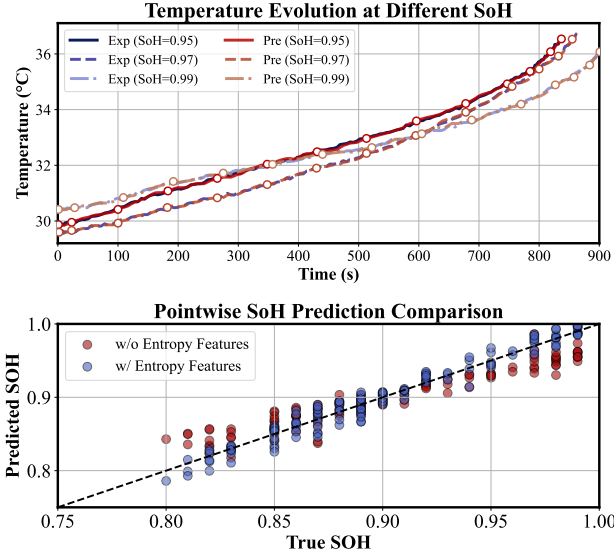 Temperature Evolution at Different SoH
Exp (SoH=0.95) Pre (SoH=0.95)
Exp (SoH=0.97) Pre (SoH=0.97)
Exp (SoH=0.99) Pre (SoH=0.99)
36
34
32
30
Temperature (°C)
0 100 200 300 400 500 600 700 800 900
Time (s)
Pointwise SoH Prediction Comparison
w/o Entropy Features
w/ Entropy Features
1.0
0.9
0.8
Predicted SOH
0.75 0.80 0.85 0.90 0.95 1.00
True SOH